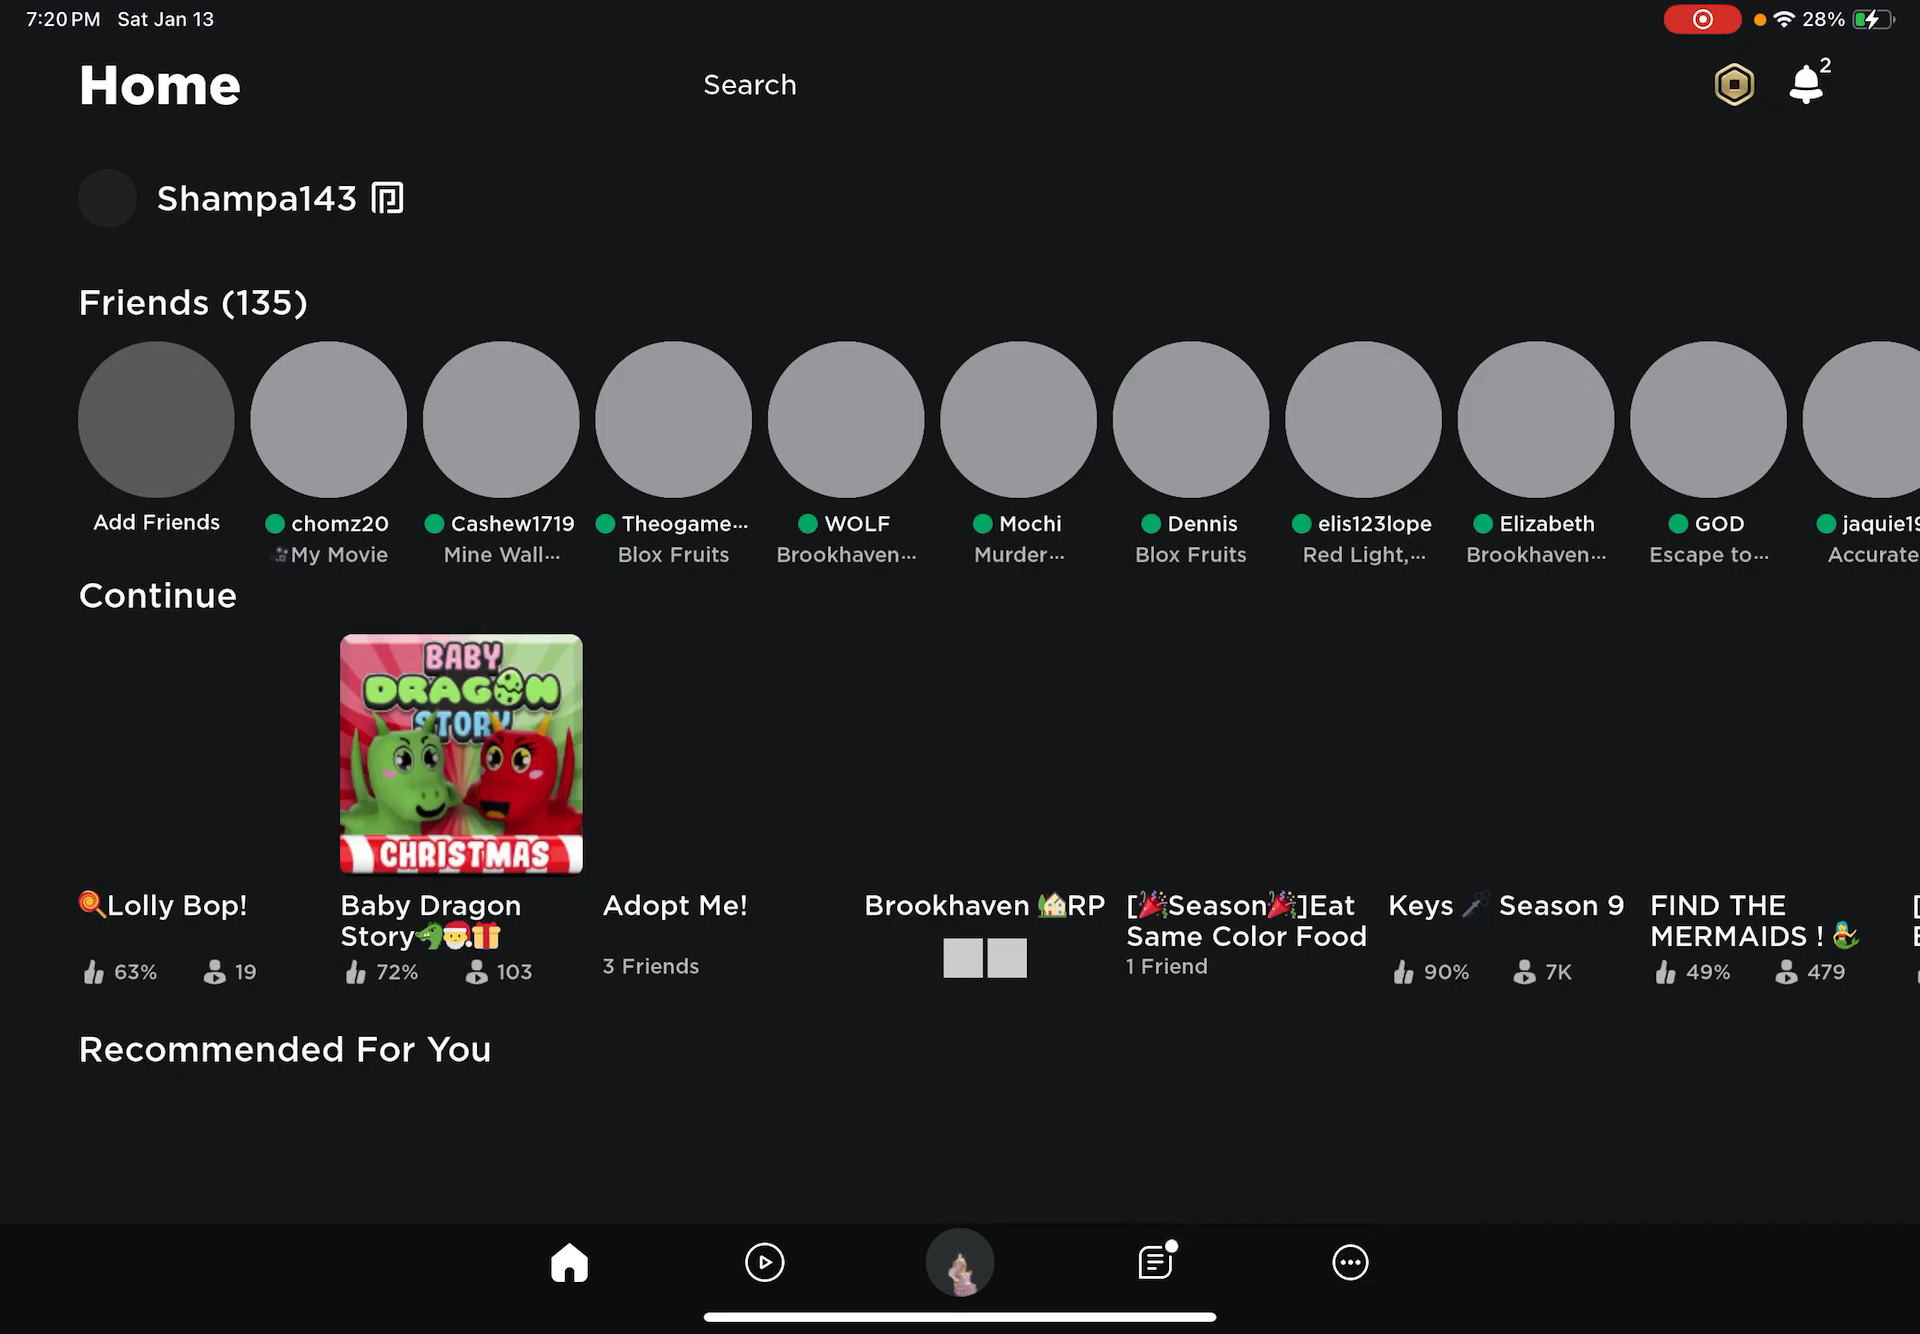 7:20 PM Sat Jan 13
28%
Home
Search
2
Shampa143
Friends (135)
Add Friends
chomz20
Cashew1719
Theogame...
WOLF
Mochi
Dennis
elis123lope
Elizabeth
GOD
jaquie19
My Movie
Mine Wall...
Blox Fruits
Brookhaven...
Murder...
Blox Fruits
Red Light,...
Brookhaven...
Escape to...
Accurate
Continue
BABY
DRAGON
STORY
CHRISTMAS
🍭Lolly Bop!
63% 19
Baby Dragon
Story🐉🎅🎁
72% 103
Adopt Me!
3 Friends
Brookhaven 🏡RP
[🎉Season🎉]Eat
Same Color Food
1 Friend
Keys 🗝️ Season 9
90% 7K
FIND THE
MERMAIDS ! 🧜‍♀️
49% 479
Recommended For You